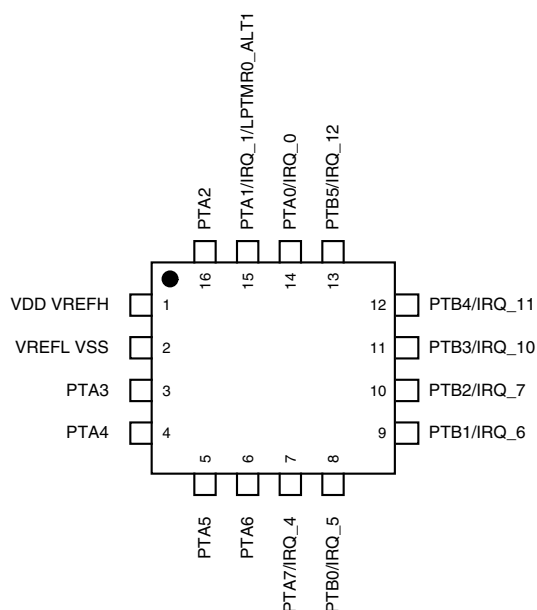 PTA2
PTA1/IRQ_1/LPTMR0_ALT1
PTA0/IRQ_0
PTB5/IRQ_12
16
15
14
13
VDD VREFH
1
12
PTB4/IRQ_11
VREFL VSS
2
11
PTB3/IRQ_10
PTA3
3
10
PTB2/IRQ_7
PTA4
4
9
PTB1/IRQ_6
5
6
7
8
PTA5
PTA6
PTA7/IRQ_4
PTB0/IRQ_5